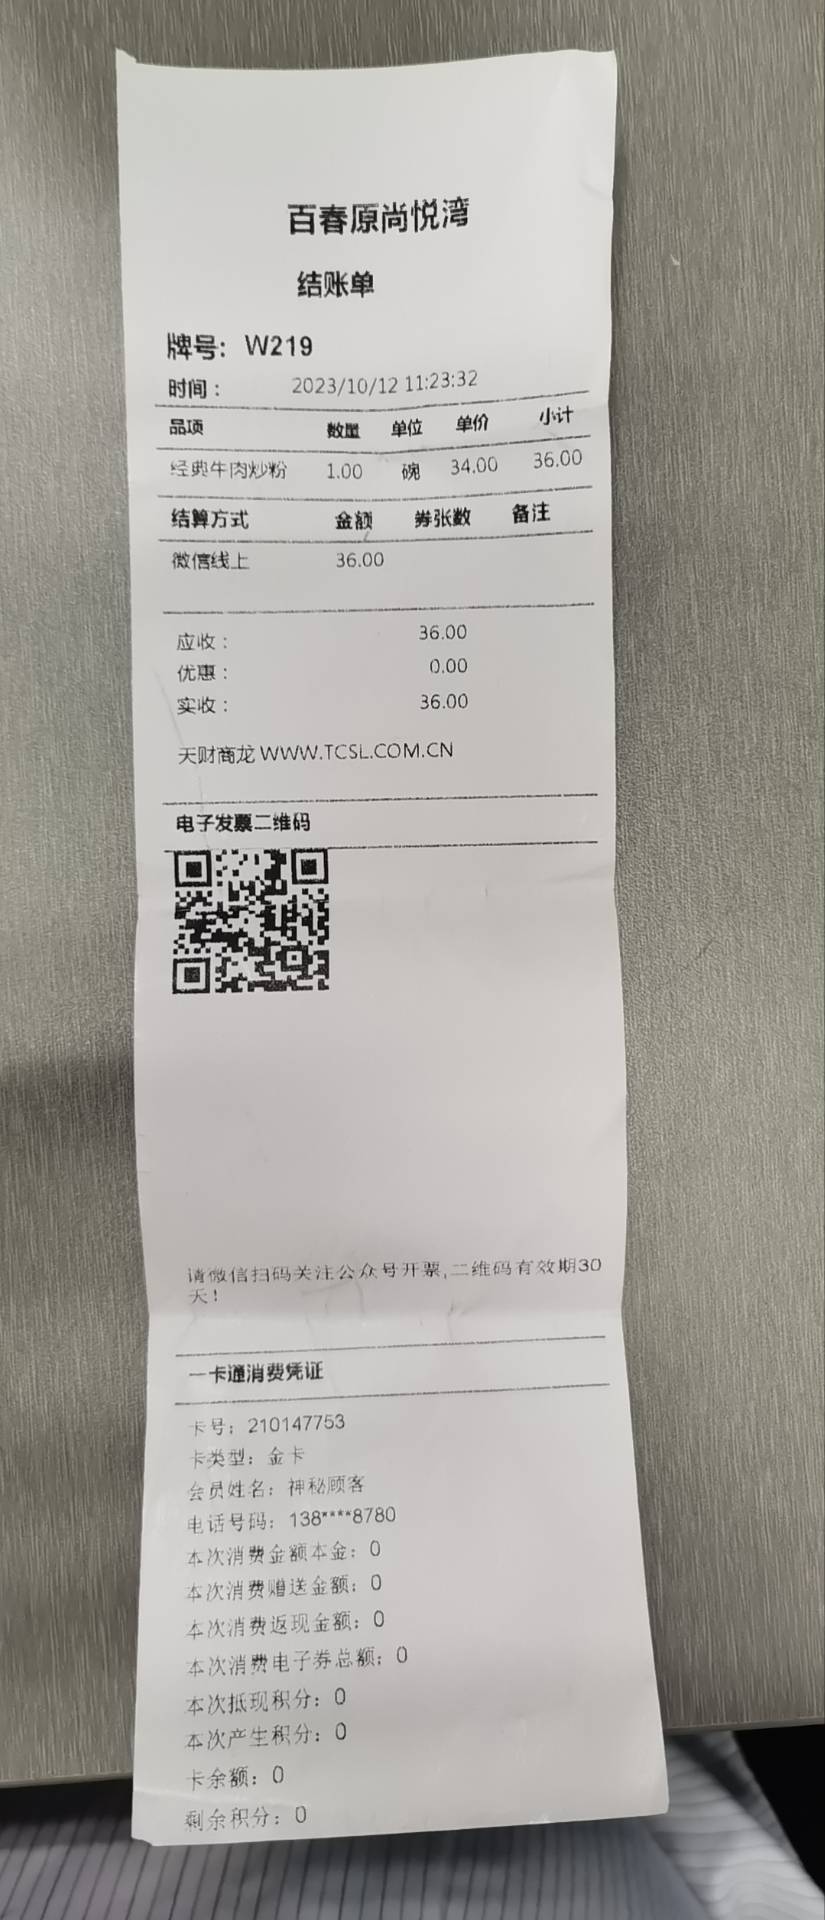 百春原尚悦湾
结账单
牌号: W219
时间: 2023/10/12 11:23:32
品项 数量 单位 单价 小计
经典牛肉炒粉 1.00 碗 34.00 36.00
结算方式 金额 券张数 备注
微信线上 36.00
应收: 36.00
优惠: 0.00
实收: 36.00
天财商龙 WWW.TCSL.COM.CN
电子发票二维码
请微信扫码关注公众号开票,二维码有效期30
天!
一卡通消费凭证
卡号: 210147753
卡类型: 金卡
会员姓名: 神秘顾客
电话号码: 138****8780
本次消费金额本金: 0
本次消费赠送金额: 0
本次消费返现金额: 0
本次消费电子券总额: 0
本次抵现积分: 0
本次产生积分: 0
卡余额: 0
剩余积分: 0